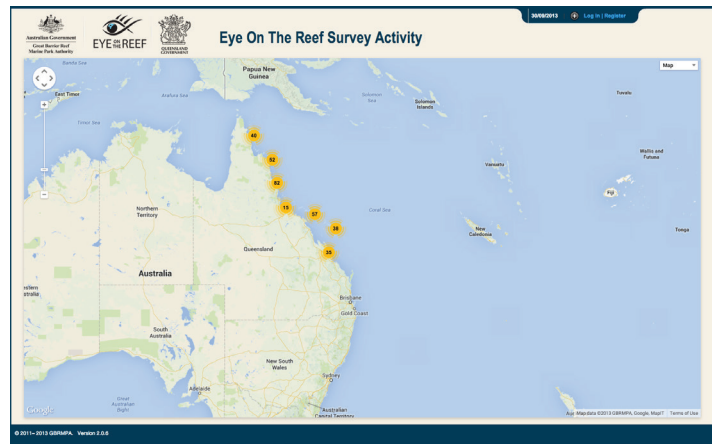 30/09/2013
Log In | Register
Australian Government
Great Barrier Reef
Marine Park Authority
EYE ON THE REEF
QUEENSLAND
GOVERNMENT
Eye On The Reef Survey Activity
Map
Banda Sea
Papua New
Guinea
East Timor
Arafura Sea
Solomon
Sea
Solomon
Islands
Tuvalu
Timor Sea
40
52
Wallis and
Futuna
Vanuatu
82
Fiji
Northern
Territory
15
57
Coral Sea
38
New
Caledonia
Tonga
Queensland
35
Australia
Western
stralia
Brisbane
Gold Coast
South
Australia
New South
Wales
Sydney
Adelaide
Great
Australian
Bight
Australian
Capital Territory
Google
Map data ©2013 GBRMPA, Google, MapIT
Terms of Use
© 2011– 2013 GBRMPA. Version 2.0.6